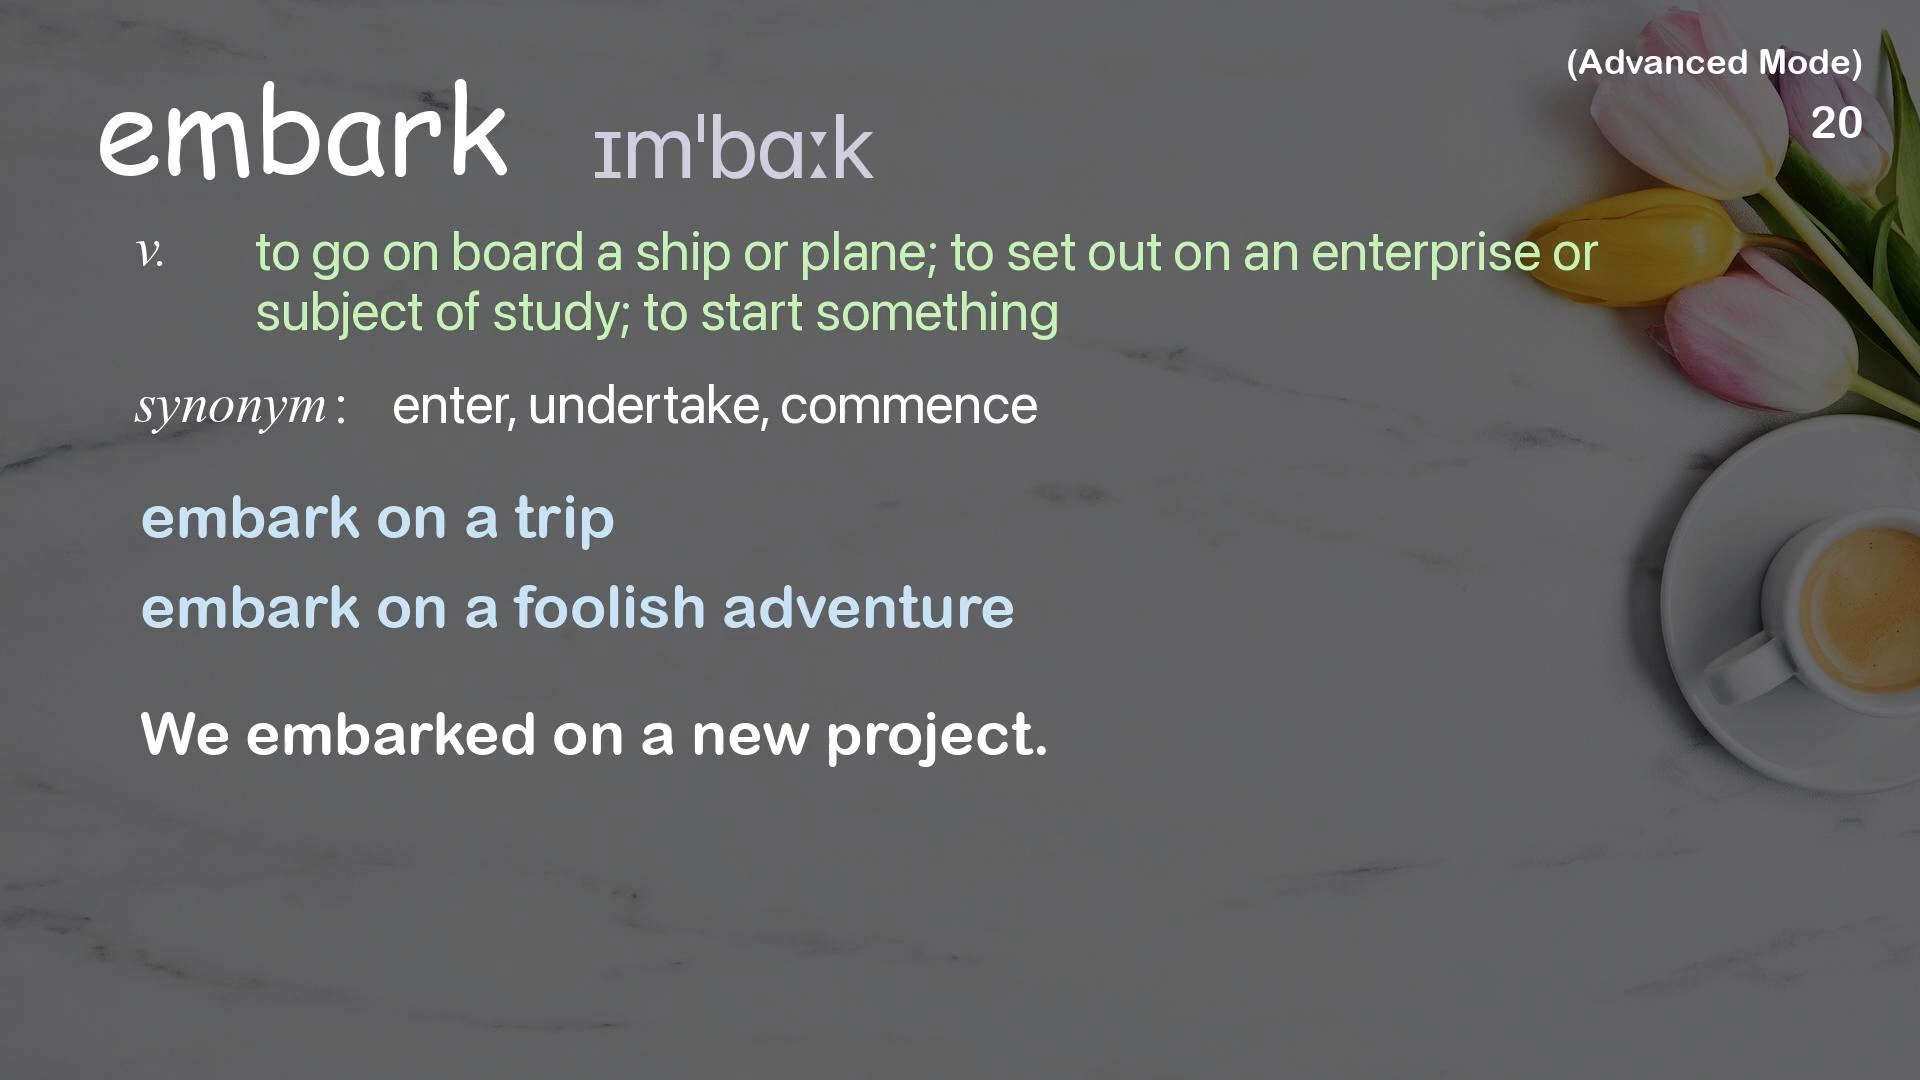 (Advanced Mode)
20
embark ɪmˈbɑːk
v. to go on board a ship or plane; to set out on an enterprise or
subject of study; to start something
synonym: enter, undertake, commence
embark on a trip
embark on a foolish adventure
We embarked on a new project.